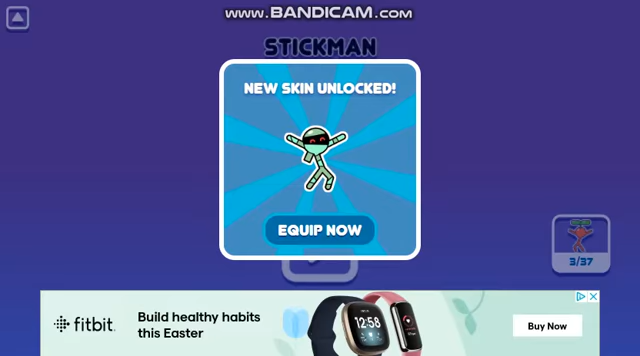 www.BANDICAM.com
STICKMAN
NEW SKIN UNLOCKED!
EQUIP NOW
3/37
fitbit.
Build healthy habits
this Easter
12:58
Buy Now